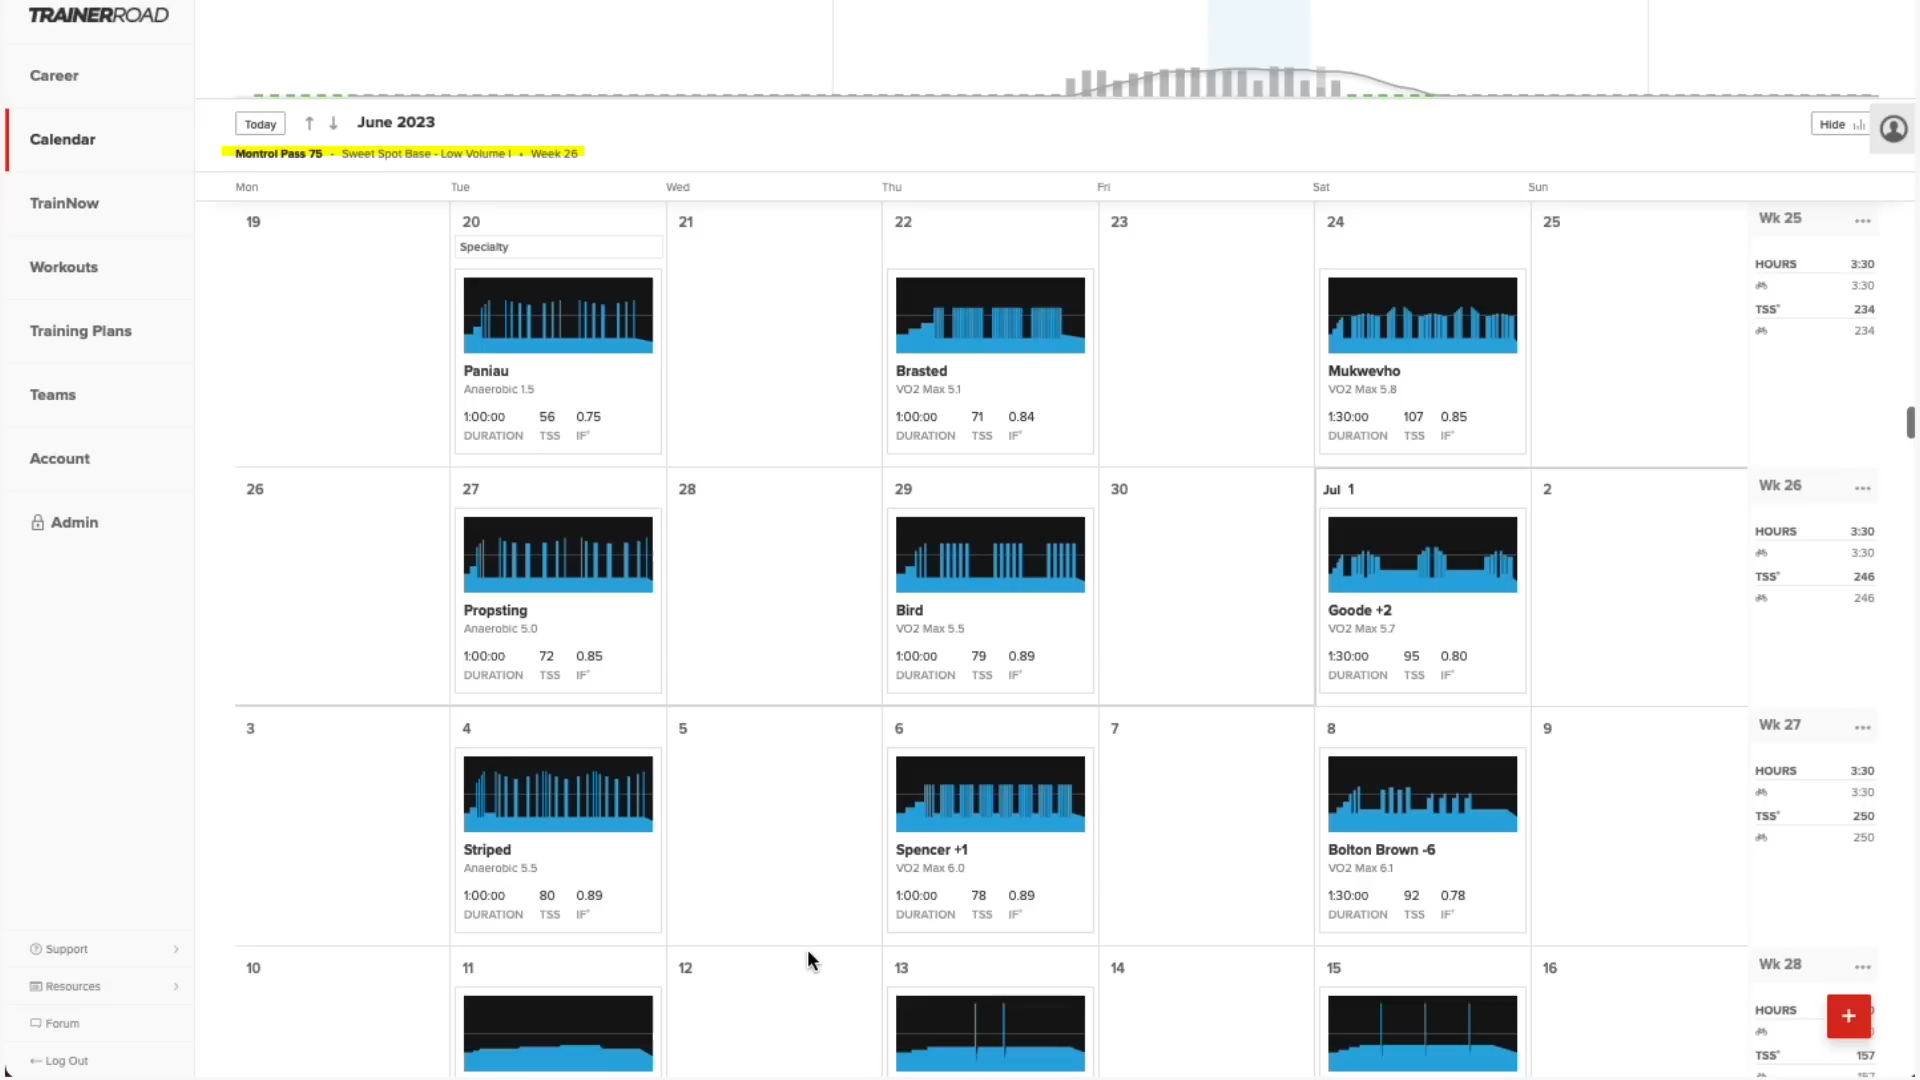 TRAINERROAD
Career
Calendar
TrainNow
Workouts
Training Plans
Teams
Account
Admin
Support
Resources
Forum
Log Out
Today June 2023 Hide
Montrol Pass 75 - Sweet Spot Base - Low Volume I • Week 26
Mon Tue Wed Thu Fri Sat Sun
19 20 21 22 23 24 25 Wk 25
Specialty
HOURS 3:30
3:30
TSS® 234
234
Paniau Brasted Mukwevho
Anaerobic 1.5 VO2 Max 5.1 VO2 Max 5.8
1:00:00 56 0.75 1:00:00 71 0.84 1:30:00 107 0.85
DURATION TSS IF® DURATION TSS IF® DURATION TSS IF®
26 27 28 29 30 Jul 1 2 Wk 26
HOURS 3:30
3:30
TSS® 246
246
Propsting Bird Goode +2
Anaerobic 5.0 VO2 Max 5.5 VO2 Max 5.7
1:00:00 72 0.85 1:00:00 79 0.89 1:30:00 95 0.80
DURATION TSS IF® DURATION TSS IF® DURATION TSS IF®
3 4 5 6 7 8 9 Wk 27
HOURS 3:30
3:30
TSS® 250
250
Striped Spencer +1 Bolton Brown -6
Anaerobic 5.5 VO2 Max 6.0 VO2 Max 6.1
1:00:00 80 0.89 1:00:00 78 0.89 1:30:00 92 0.78
DURATION TSS IF® DURATION TSS IF® DURATION TSS IF®
10 11 12 13 14 15 16 Wk 28
HOURS
+
TSS® 157
157